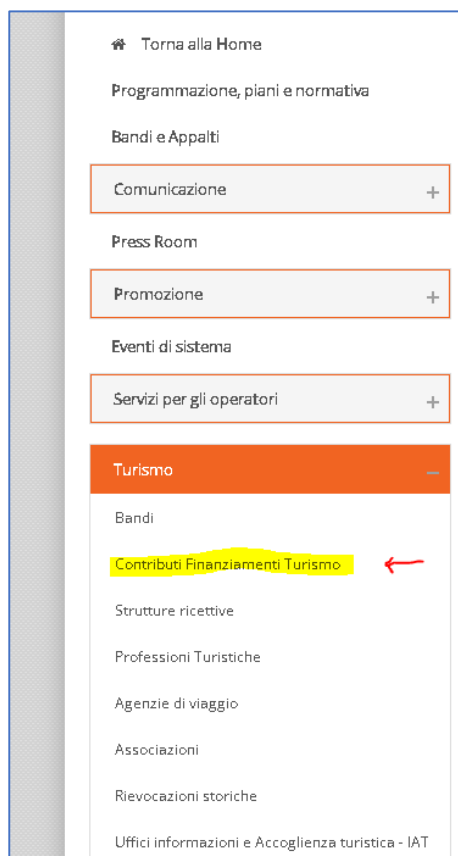 Torna alla Home
Programmazione, piani e normativa
Bandi e Appalti
Comunicazione +
Press Room
Promozione +
Eventi di sistema
Servizi per gli operatori +
Turismo –
Bandi
Contributi Finanziamenti Turismo
Strutture ricettive
Professioni Turistiche
Agenzie di viaggio
Associazioni
Rievocazioni storiche
Uffici informazioni e Accoglienza turistica - IAT